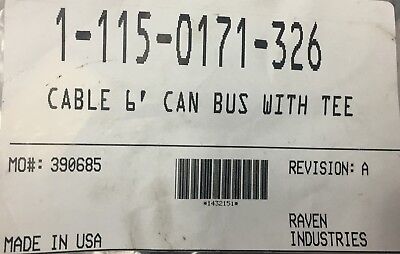 1-115-0171-326
CABLE 6' CAN BUS WITH TEE
MO#: 390685
REVISION: A
*1432151*
MADE IN USA
RAVEN
INDUSTRIES